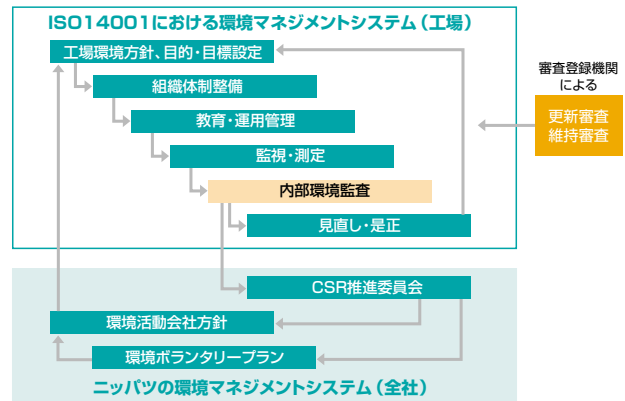 ISO14001における環境マネジメントシステム（工場）
工場環境方針、目的・目標設定
組織体制整備
教育・運用管理
監視・測定
内部環境監査
見直し・是正
審査登録機関
による
更新審査
維持審査
CSR推進委員会
環境活動会社方針
環境ボランタリープラン
ニッパツの環境マネジメントシステム（全社）